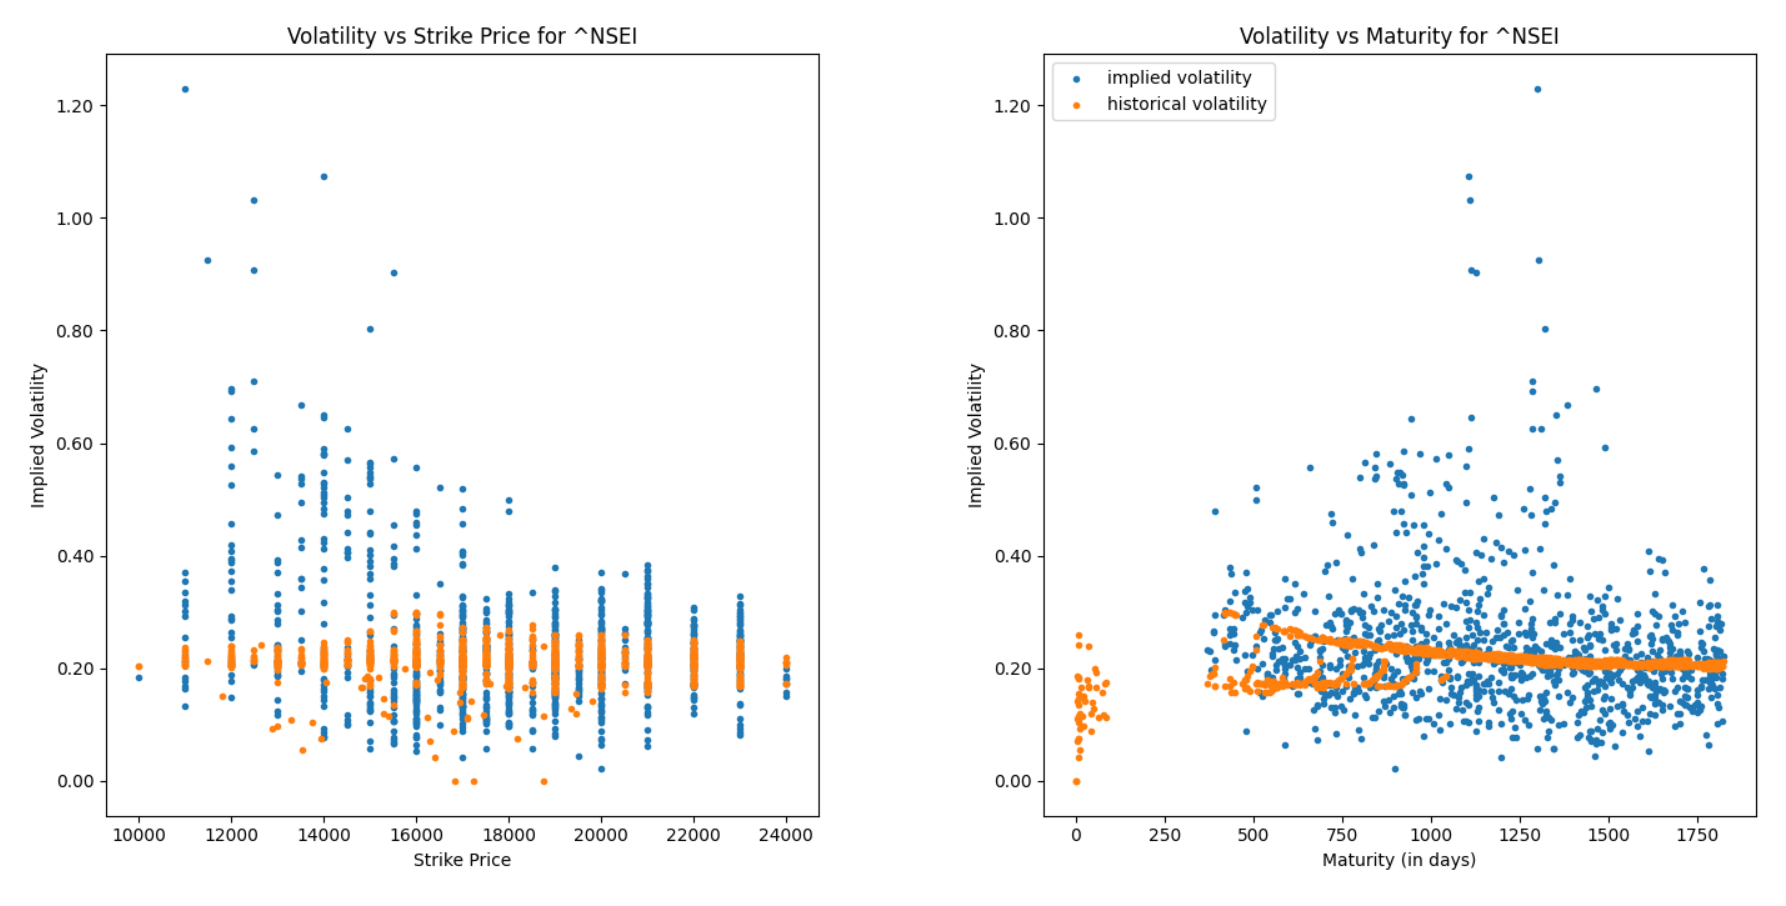 Volatility vs Strike Price for ^NSEI
1.20
1.00
0.80
0.60
0.40
0.20
0.00
Implied Volatility
10000 12000 14000 16000 18000 20000 22000 24000
Strike Price
Volatility vs Maturity for ^NSEI
implied volatility
historical volatility
1.20
1.00
0.80
0.60
0.40
0.20
0.00
Implied Volatility
0 250 500 750 1000 1250 1500 1750
Maturity (in days)